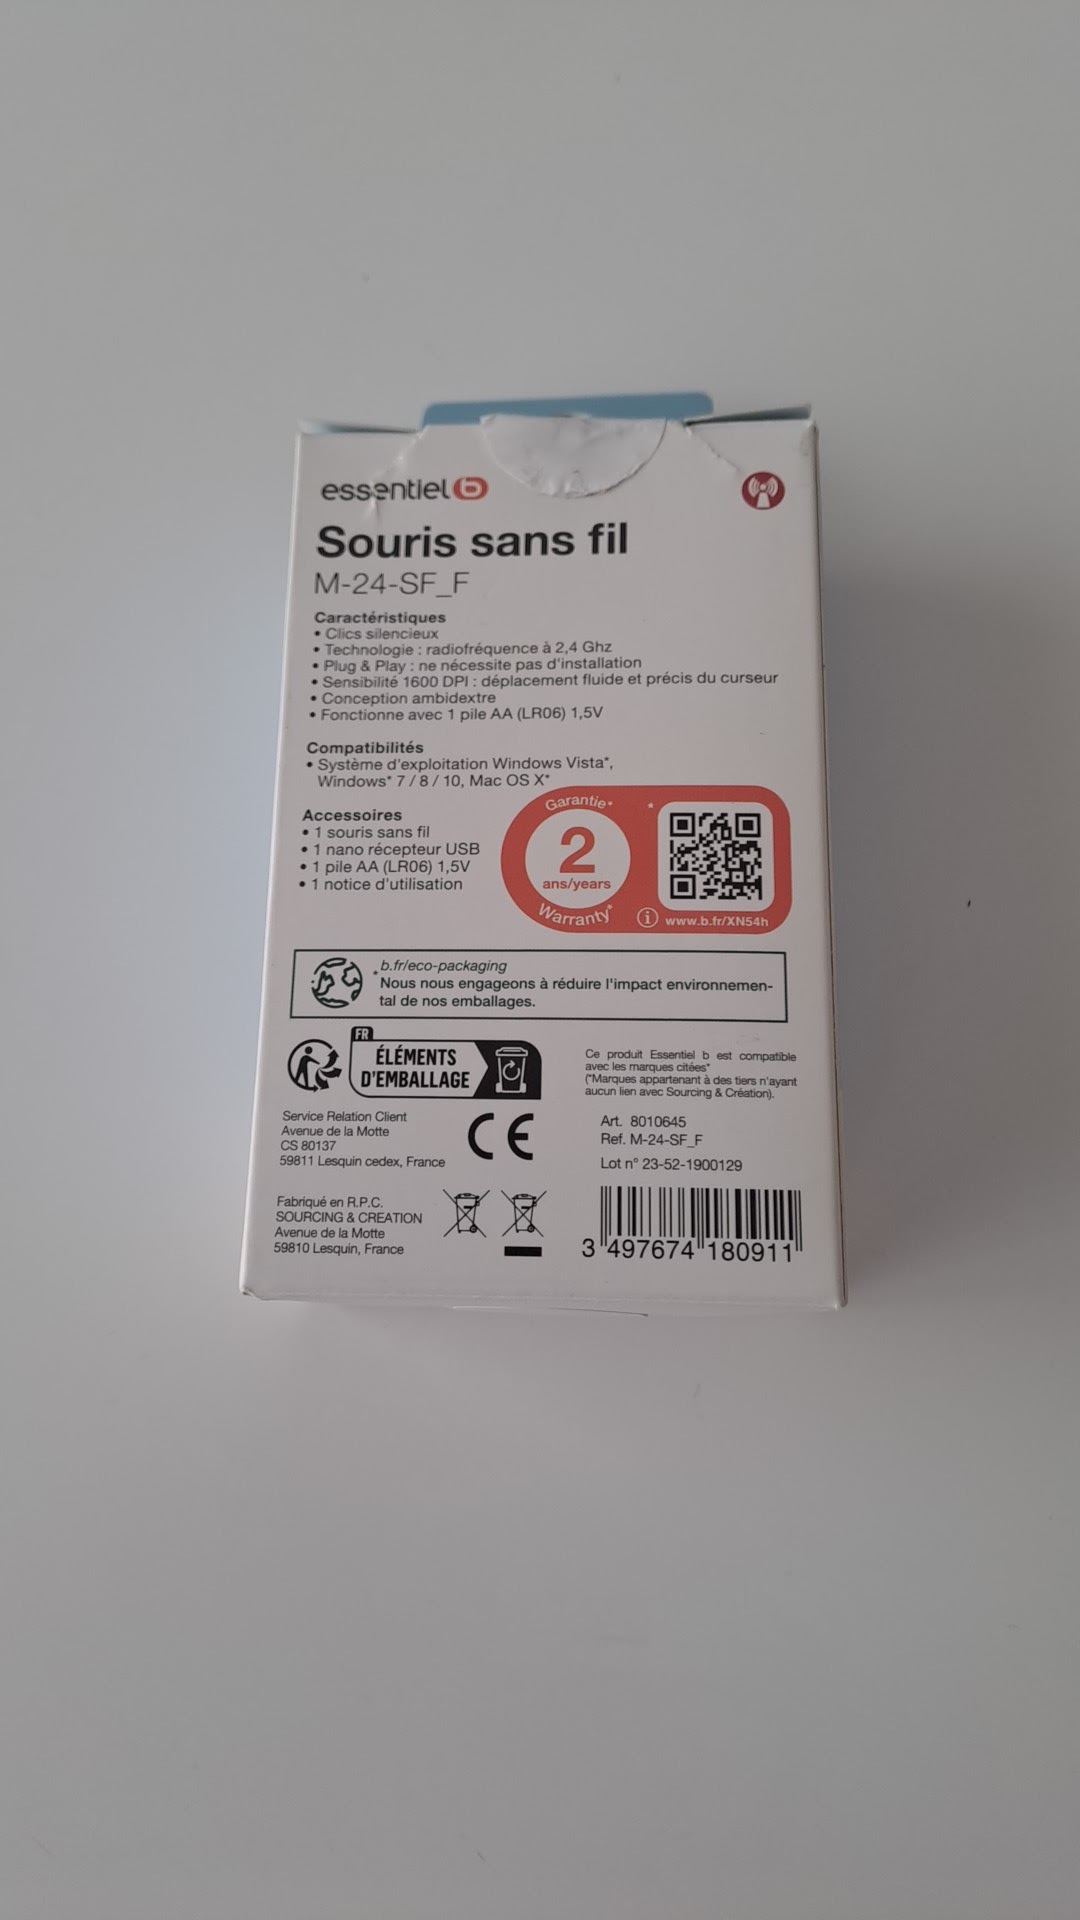 essentiel b
Souris sans fil
M-24-SF_F
Caractéristiques
• Clics silencieux
• Technologie : radiofréquence à 2,4 Ghz
• Plug & Play : ne nécessite pas d'installation
• Sensibilité 1600 DPI : déplacement fluide et précis du curseur
• Conception ambidextre
• Fonctionne avec 1 pile AA (LR06) 1,5V
Compatibilités
• Système d'exploitation Windows Vista*,
Windows* 7 / 8 / 10, Mac OS X*
Accessoires
• 1 souris sans fil
• 1 nano récepteur USB
• 1 pile AA (LR06) 1,5V
• 1 notice d'utilisation
Garantie*
2
ans/years
Warranty*
*
i www.b.fr/XN54h
b.fr/eco-packaging
*Nous nous engageons à réduire l'impact environnemen-
tal de nos emballages.
FR
ÉLÉMENTS
D'EMBALLAGE
Ce produit Essentiel b est compatible
avec les marques citées*
(*Marques appartenant à des tiers n'ayant
aucun lien avec Sourcing & Création).
Service Relation Client
Avenue de la Motte
CS 80137
59811 Lesquin cedex, France
CE
Art. 8010645
Ref. M-24-SF_F
Lot n° 23-52-1900129
Fabriqué en R.P.C.
SOURCING & CREATION
Avenue de la Motte
59810 Lesquin, France
3 497674 180911